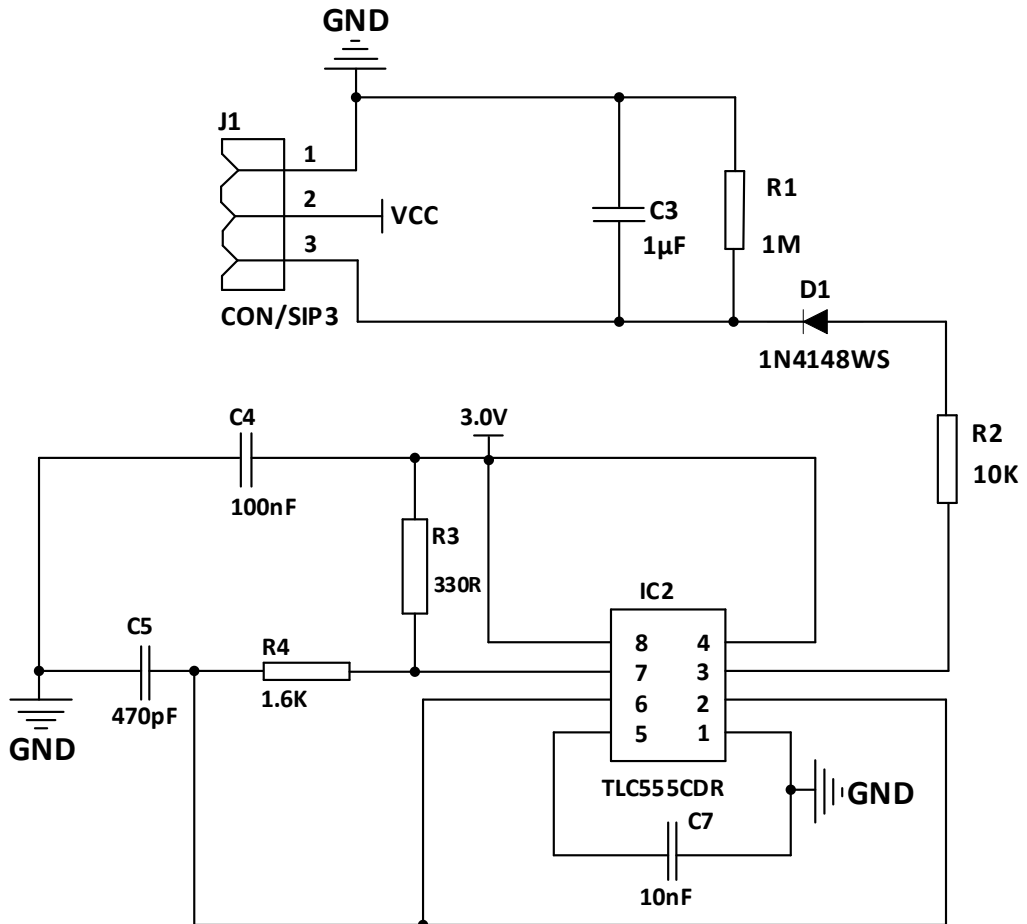 GND
J1
1
2
VCC
3
CON/SIP3
C3
1µF
R1
1M
D1
1N4148WS
C4
100nF
3.0V
R2
10K
R3
330R
IC2
C5
470pF
R4
1.6K
8 4
7 3
6 2
5 1
GND
TLC555CDR
GND
C7
10nF